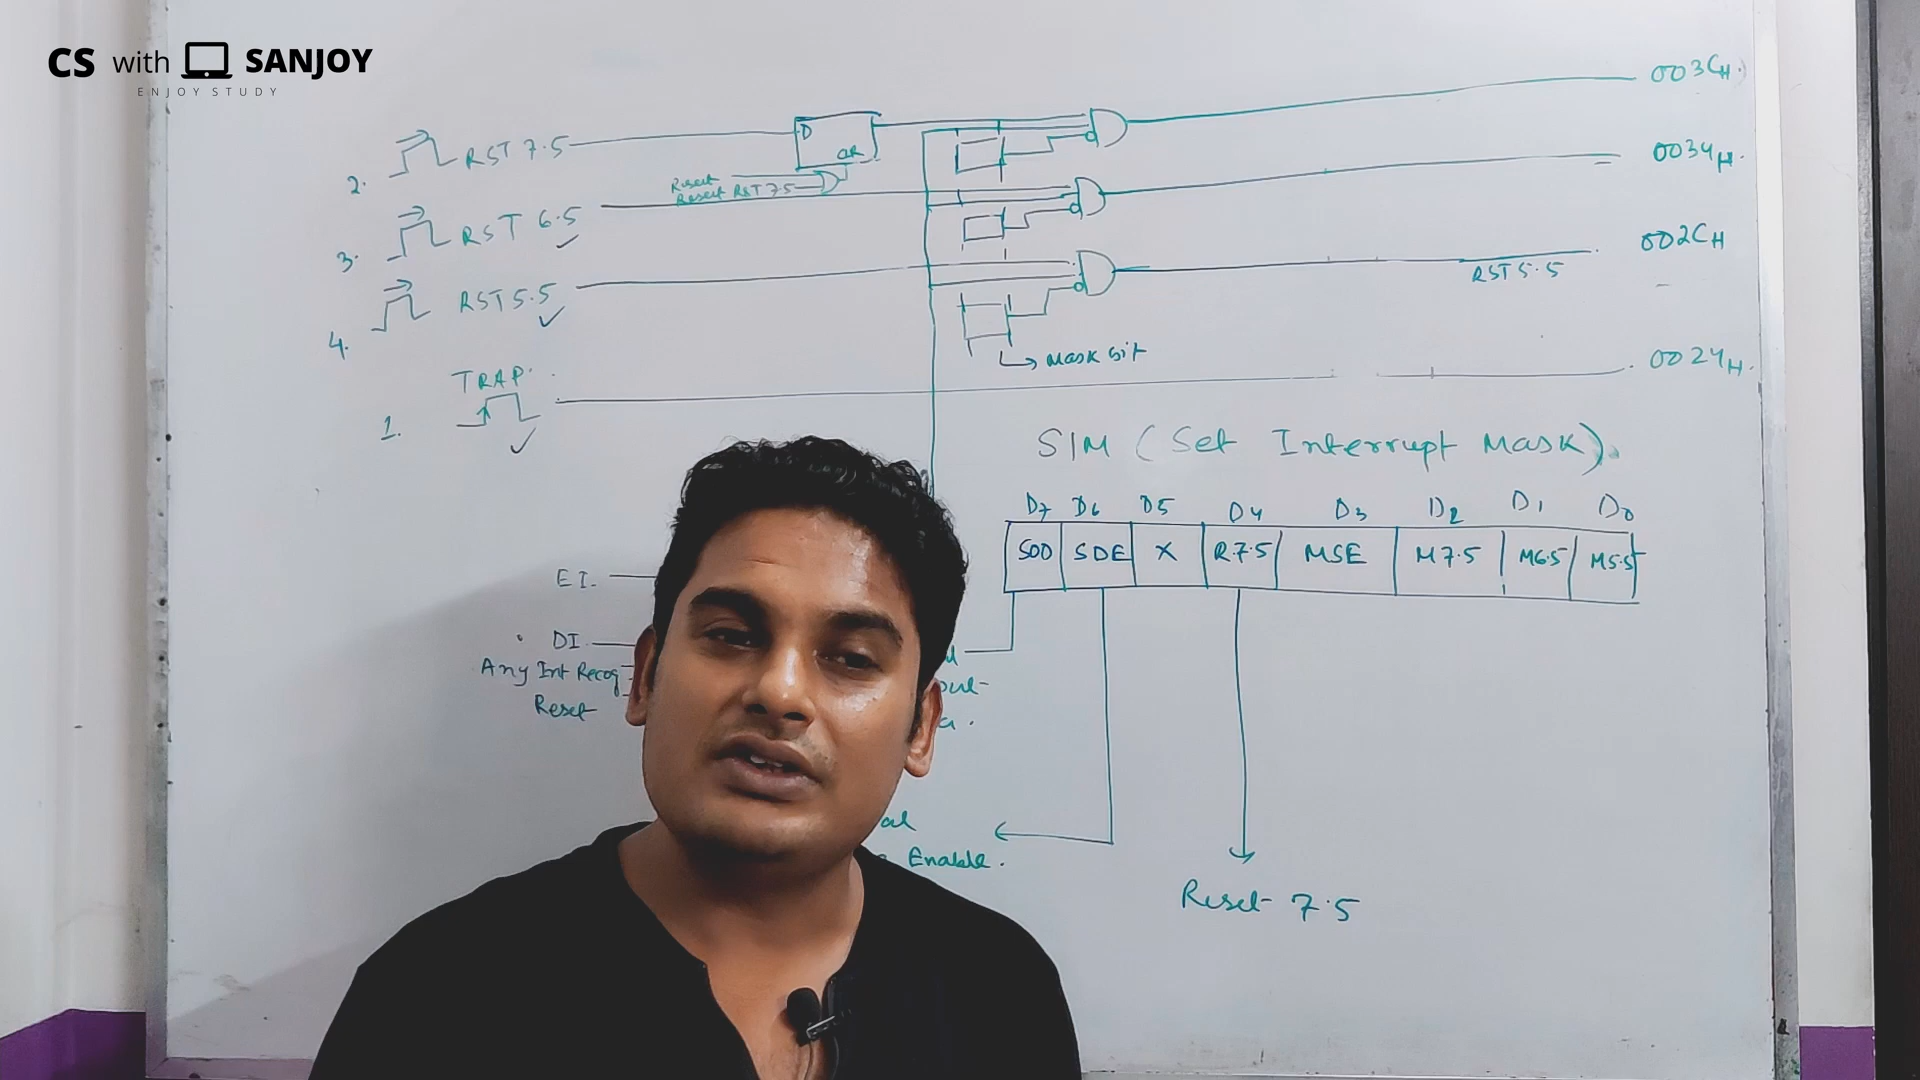 CS with SANJOY
ENJOY STUDY
003CH.
2. RST 7.5
D
Reset
Reset RST 7.5
0034H.
3. RST 6.5
002CH
RST 5.5
4. RST 5.5
Mask bit
TRAP
1.
0024H.
SIM (Set Interrupt Mask).
D7 D6 D5 D4 D3 D2 D1 D0
SOD SDE X R7.5 MSE M7.5 M6.5 M5.5
EI.
DI.
Any Int Recog
Reset
Enable.
Reset 7.5